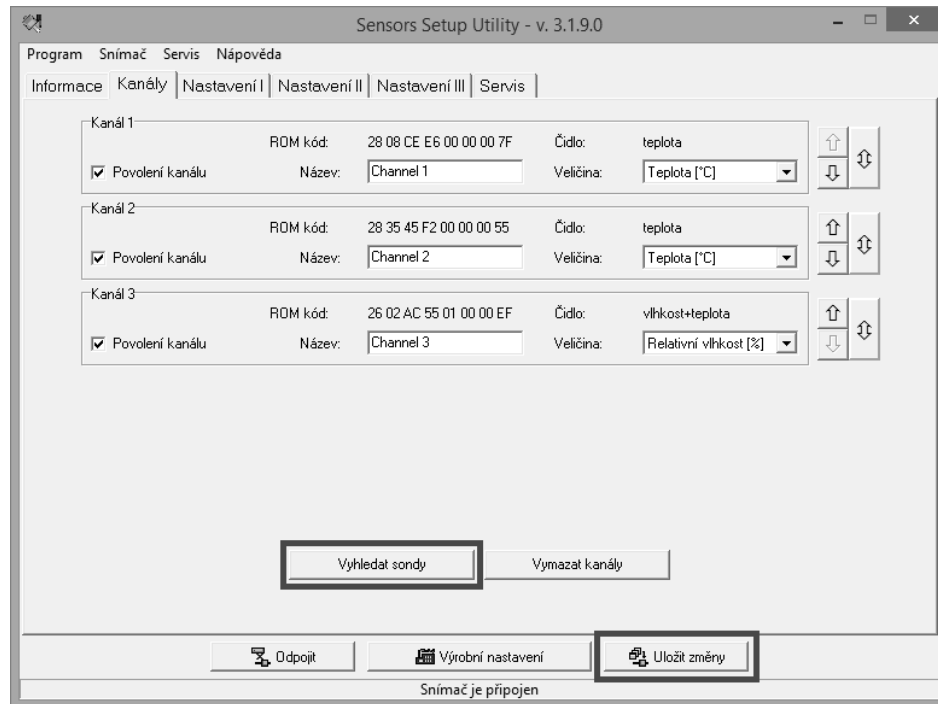 Sensors Setup Utility - v. 3.1.9.0
Program Snímač Servis Nápověda
Informace Kanály Nastavení I Nastavení II Nastavení III Servis
Kanál 1
ROM kód: 28 08 CE E6 00 00 00 7F Čidlo: teplota
Povolení kanálu Název: Channel 1 Veličina: Teplota [°C]
Kanál 2
ROM kód: 28 35 45 F2 00 00 00 55 Čidlo: teplota
Povolení kanálu Název: Channel 2 Veličina: Teplota [°C]
Kanál 3
ROM kód: 26 02 AC 55 01 00 00 EF Čidlo: vlhkost+teplota
Povolení kanálu Název: Channel 3 Veličina: Relativní vlhkost [%]
Vyhledat sondy Vymazat kanály
Odpojit Výrobní nastavení Uložit změny
Snímač je připojen